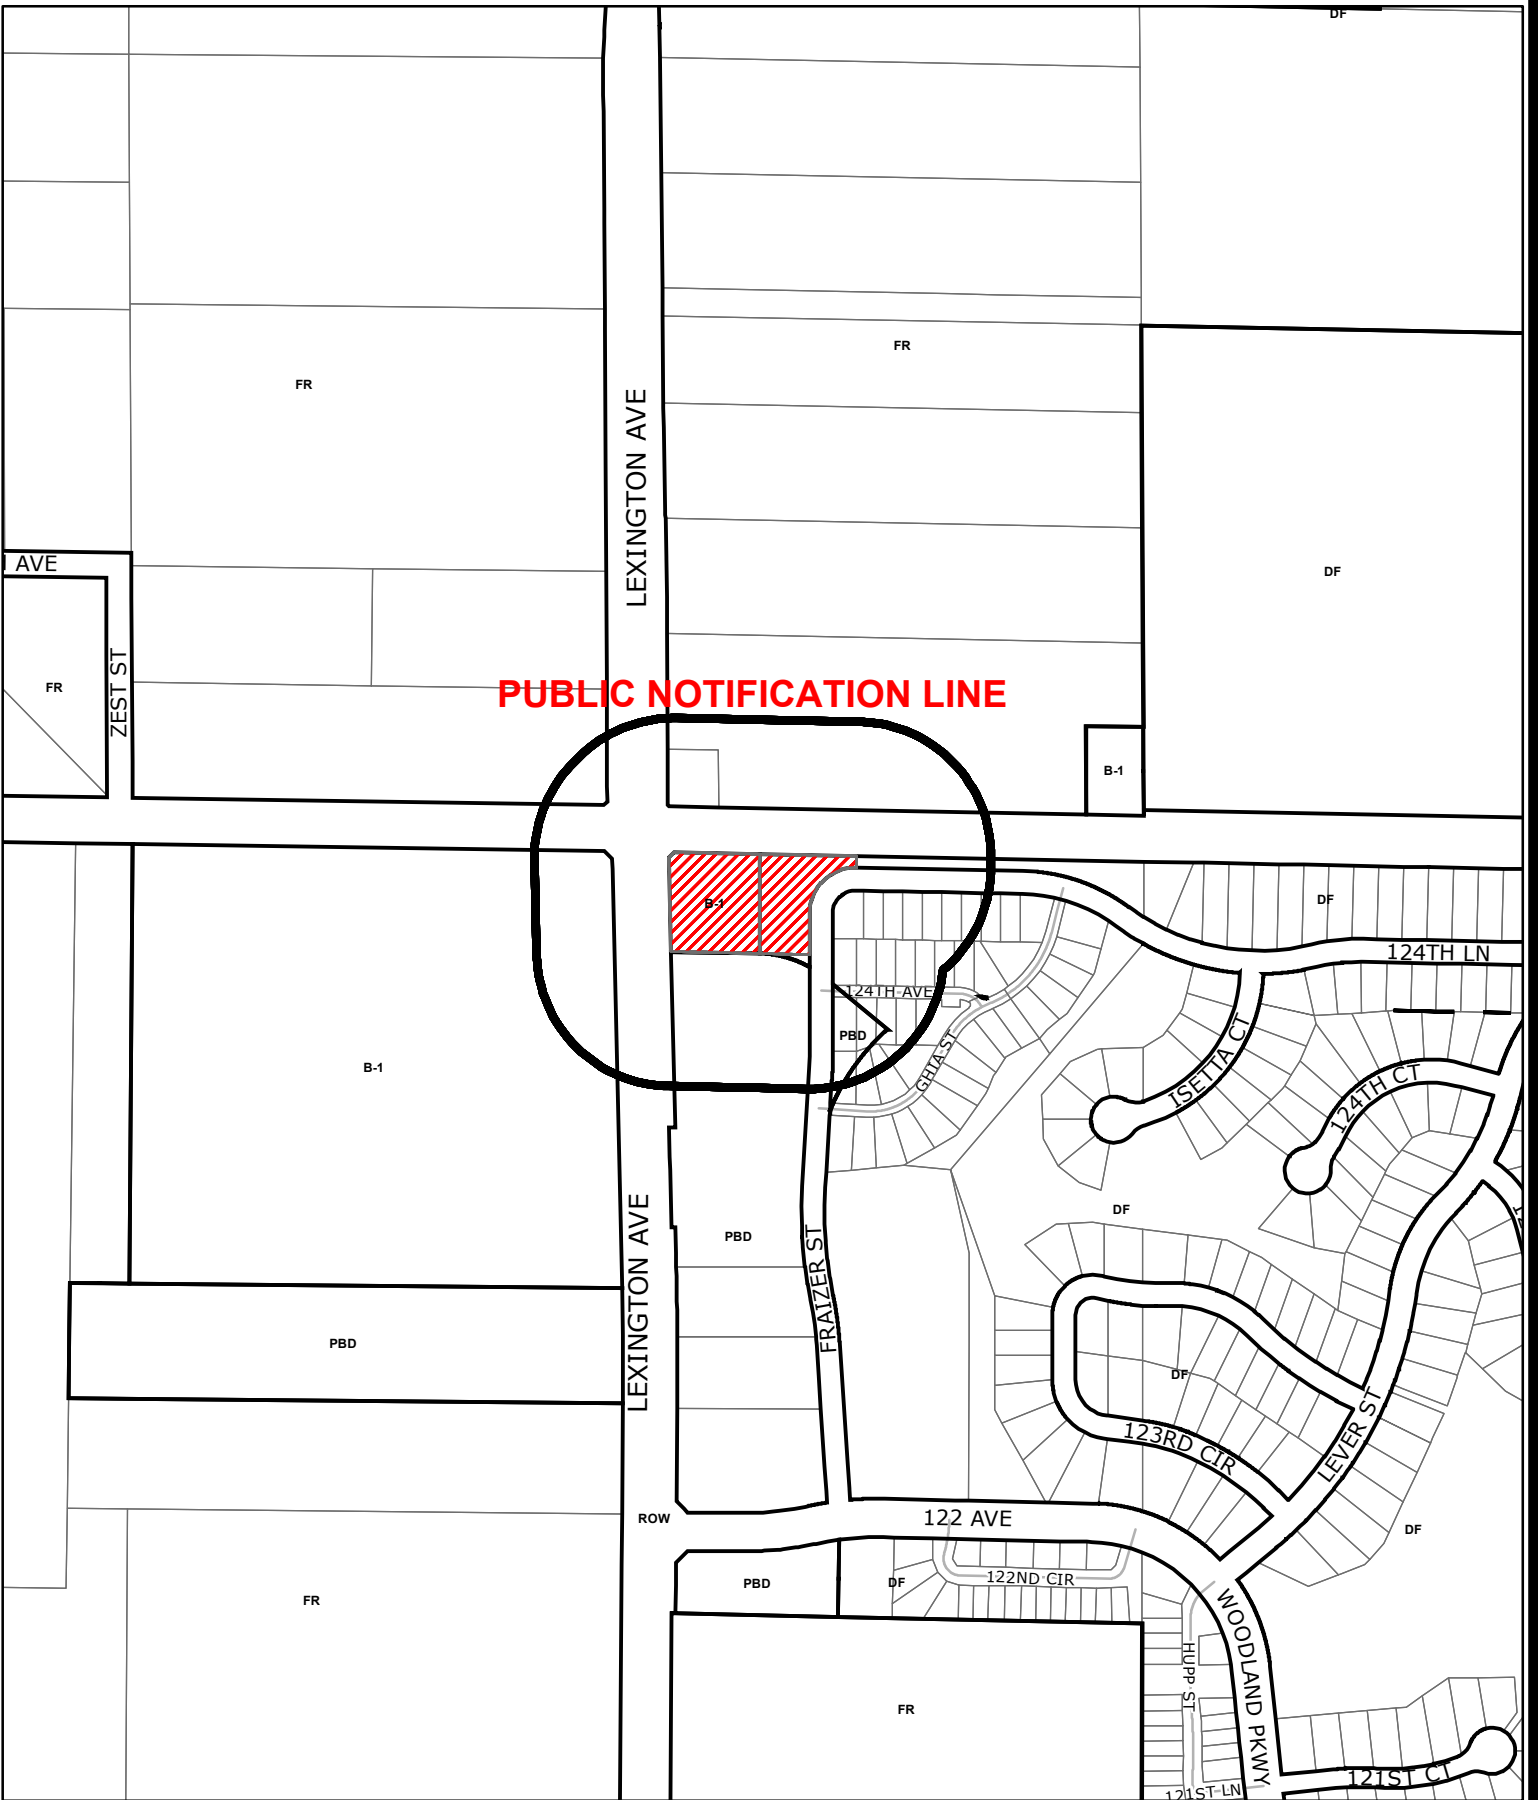 DF
FR
FR
LEXINGTON AVE
AVE
DF
FR
ZEST ST
PUBLIC NOTIFICATION LINE
B-1
B-1
DF
124TH LN
124TH AVE
PBD
GHIA ST
ISETTA CT
124TH CT
B-1
DF
LEXINGTON AVE
PBD
FRAIZER ST
PBD
DF
123RD CIR
LEVER ST
ROW
122 AVE
DF
PBD
DF
122ND CIR
FR
WOODLAND PKWY
HUPP ST
FR
121ST CT
121ST LN